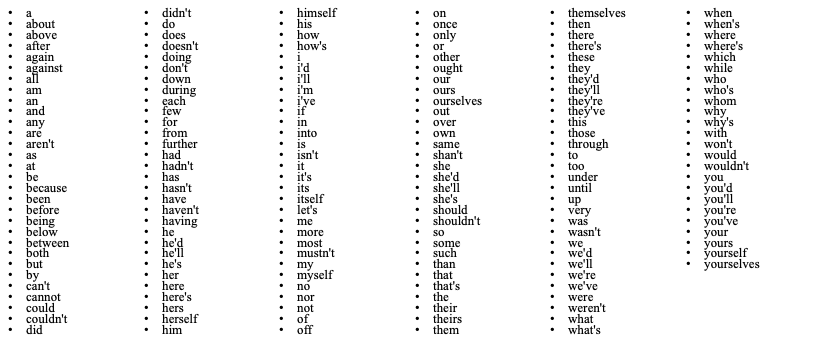 a
about
above
after
again
against
all
am
an
and
any
are
aren't
as
at
be
because
been
before
being
below
between
both
but
by
can't
cannot
could
couldn't
did
didn't
do
does
doesn't
doing
don't
down
during
each
few
for
from
further
had
hadn't
has
hasn't
have
haven't
having
he
he'd
he'll
he's
her
here
here's
hers
herself
him
himself
his
how
how's
i
i'd
i'll
i'm
i've
if
in
into
is
isn't
it
it's
its
itself
let's
me
more
most
mustn't
my
myself
no
nor
not
of
off
on
once
only
or
other
ought
our
ours
ourselves
out
over
own
same
shan't
she
she'd
she'll
she's
should
shouldn't
so
some
such
than
that
that's
the
their
theirs
them
themselves
then
there
there's
these
they
they'd
they'll
they're
they've
this
those
through
to
too
under
until
up
very
was
wasn't
we
we'd
we'll
we're
we've
were
weren't
what
what's
when
when's
where
where's
which
while
who
who's
whom
why
why's
with
won't
would
wouldn't
you
you'd
you'll
you're
you've
your
yours
yourself
yourselves